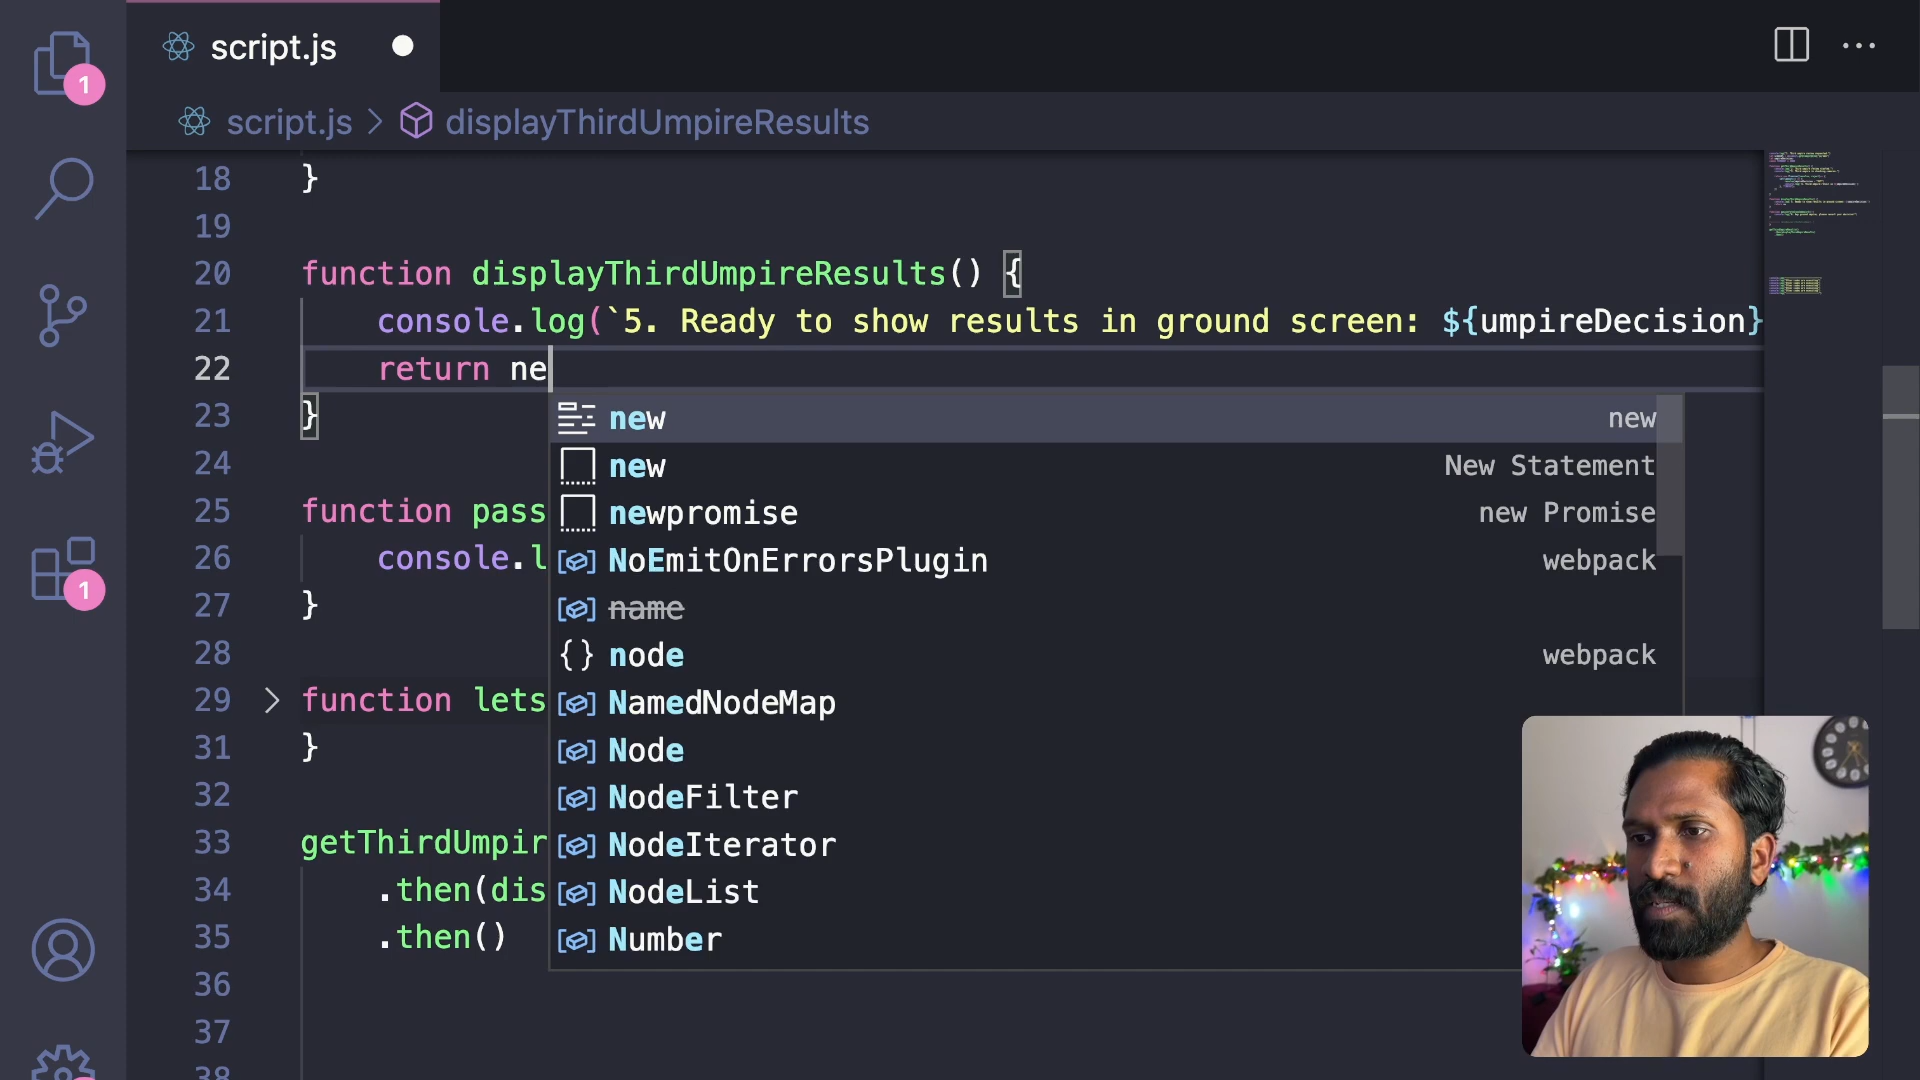 1
script.js
script.js > displayThirdUmpireResults
18 }
19
20 function displayThirdUmpireResults() {
21 console.log(`5. Ready to show results in ground screen: ${umpireDecision}
22 return ne
23 }
24
25 function pass
26 console.l
27 }
28
29 function lets
31 }
32
33 getThirdUmpir
34 .then(dis
35 .then()
36
37
38
new new
new New Statement
newpromise new Promise
NoEmitOnErrorsPlugin webpack
name
node webpack
NamedNodeMap
Node
NodeFilter
NodeIterator
NodeList
Number
1